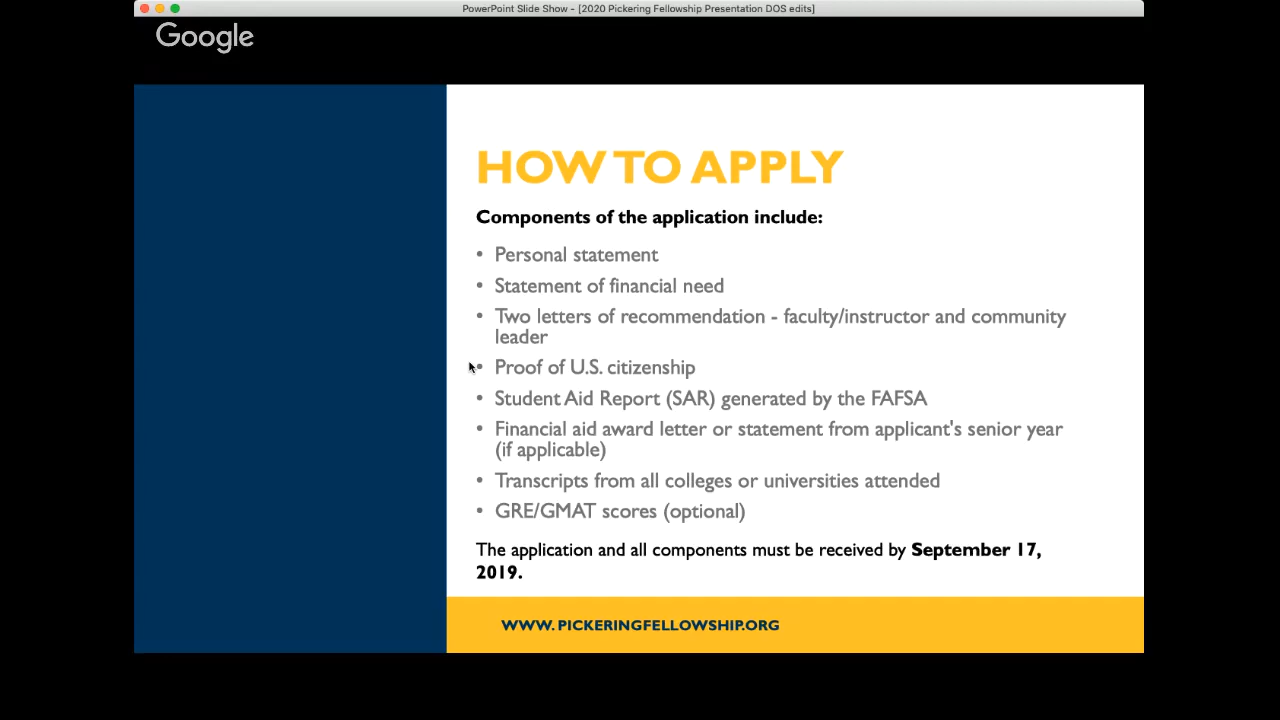 PowerPoint Slide Show - [2020 Pickering Fellowship Presentation DOS edits]
Google
HOW TO APPLY
Components of the application include:
• Personal statement
• Statement of financial need
• Two letters of recommendation - faculty/instructor and community
leader
• Proof of U.S. citizenship
• Student Aid Report (SAR) generated by the FAFSA
• Financial aid award letter or statement from applicant's senior year
(if applicable)
• Transcripts from all colleges or universities attended
• GRE/GMAT scores (optional)
The application and all components must be received by September 17,
2019.
WWW. PICKERINGFELLOWSHIP.ORG